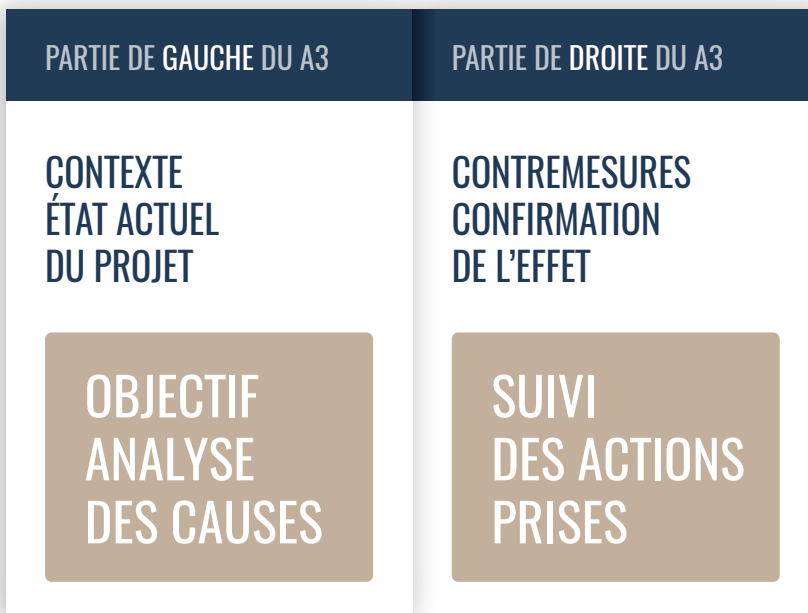 PARTIE DE GAUCHE DU A3
CONTEXTE
ÉTAT ACTUEL
DU PROJET
OBJECTIF
ANALYSE
DES CAUSES
PARTIE DE DROITE DU A3
CONTREMESURES
CONFIRMATION
DE L’EFFET
SUIVI
DES ACTIONS
PRISES